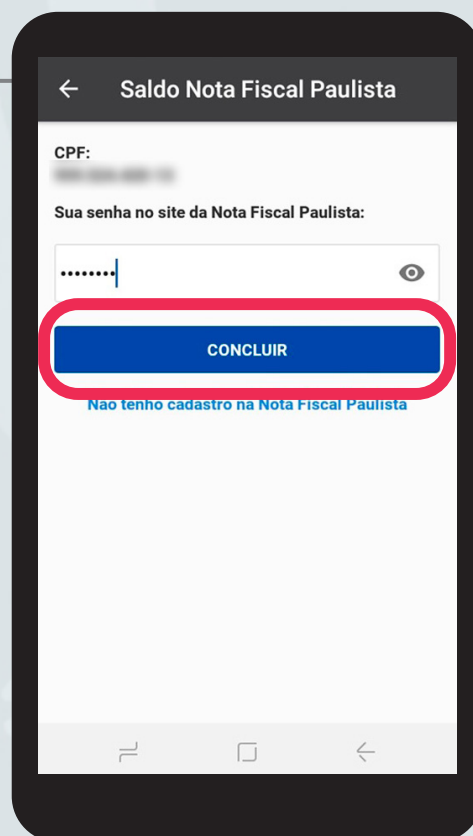 Saldo Nota Fiscal Paulista
CPF:
Sua senha no site da Nota Fiscal Paulista:
••••••••
CONCLUIR
Não tenho cadastro na Nota Fiscal Paulista